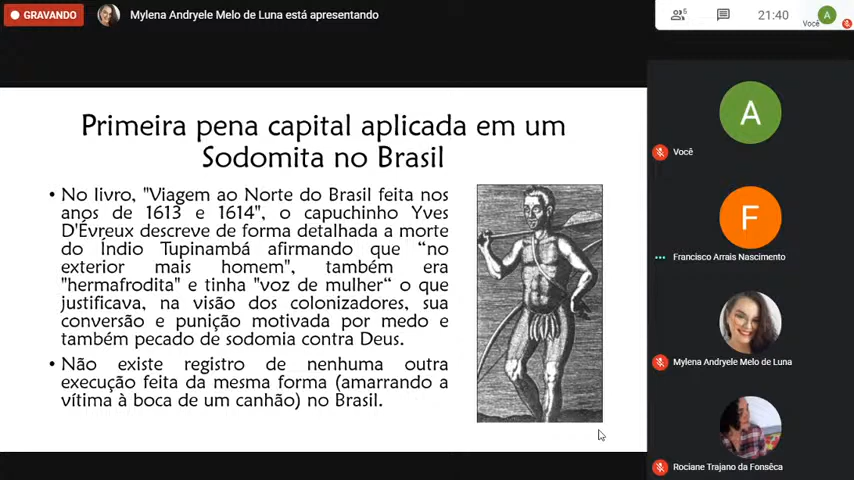 GRAVANDO
Mylena Andryele Melo de Luna está apresentando
6
21:40
Você
A
Primeira pena capital aplicada em um
Sodomita no Brasil
• No livro, "Viagem ao Norte do Brasil feita nos
anos de 1613 e 1614", o capuchinho Yves
D'Évreux descreve de forma detalhada a morte
do Índio Tupinambá afirmando que “no
exterior mais homem", também era
"hermafrodita" e tinha "voz de mulher“ o que
justificava, na visão dos colonizadores, sua
conversão e punição motivada por medo e
também pecado de sodomia contra Deus.
• Não existe registro de nenhuma outra
execução feita da mesma forma (amarrando a
vítima à boca de um canhão) no Brasil.
A
Você
F
Francisco Arrais Nascimento
Mylena Andryele Melo de Luna
Rociane Trajano da Fonsêca